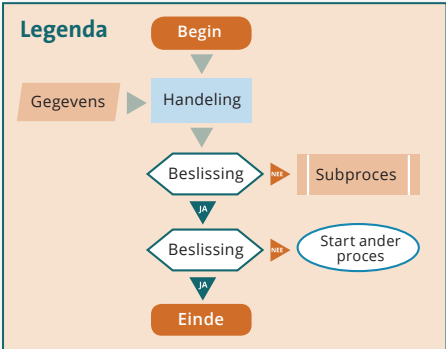 Legenda
Begin
Gegevens
Handeling
Beslissing
NEE
Subproces
JA
Beslissing
NEE
Start ander
proces
JA
Einde